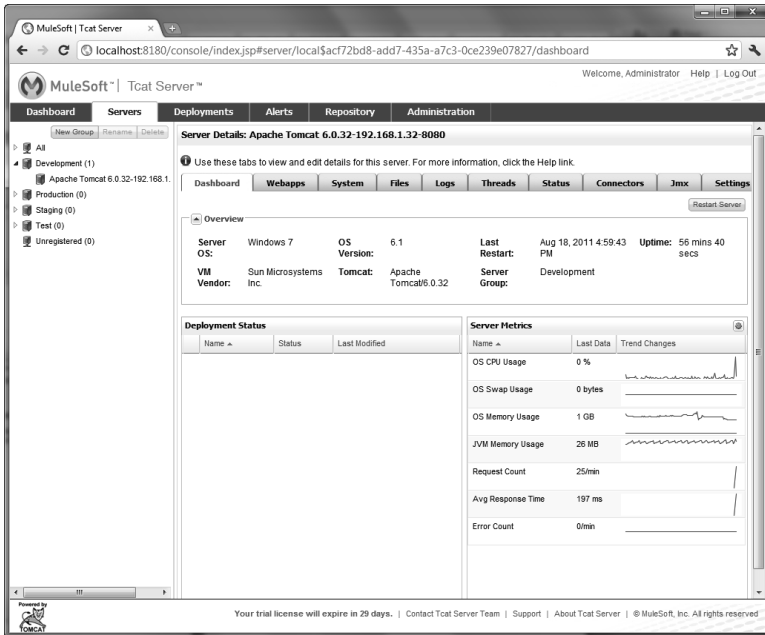 MuleSoft | Tcat Server
localhost:8180/console/index.jsp#server/local$acf72bd8-add7-435a-a7c3-0ce239e07827/dashboard
MuleSoft™ | Tcat Server™
Welcome, Administrator Help | Log Out
Dashboard Servers Deployments Alerts Repository Administration
New Group Rename Delete
All
Development (1)
Apache Tomcat 6.0.32-192.168.1.
Production (0)
Staging (0)
Test (0)
Unregistered (0)
Server Details: Apache Tomcat 6.0.32-192.168.1.32-8080
Use these tabs to view and edit details for this server. For more information, click the Help link.
Dashboard Webapps System Files Logs Threads Status Connectors Jmx Settings
Restart Server
Overview
Server OS: Windows 7 OS Version: 6.1 Last Restart: Aug 18, 2011 4:59:43 PM Uptime: 56 mins 40 secs
VM Vendor: Sun Microsystems Inc. Tomcat: Apache Tomcat/6.0.32 Server Group: Development
Deployment Status
Name Status Last Modified
Server Metrics
Name Last Data Trend Changes
OS CPU Usage 0 %
OS Swap Usage 0 bytes
OS Memory Usage 1 GB
JVM Memory Usage 26 MB
Request Count 25/min
Avg Response Time 197 ms
Error Count 0/min
Powered by
TOMCAT
Your trial license will expire in 29 days. | Contact Tcat Server Team | Support | About Tcat Server | © MuleSoft, Inc. All rights reserved